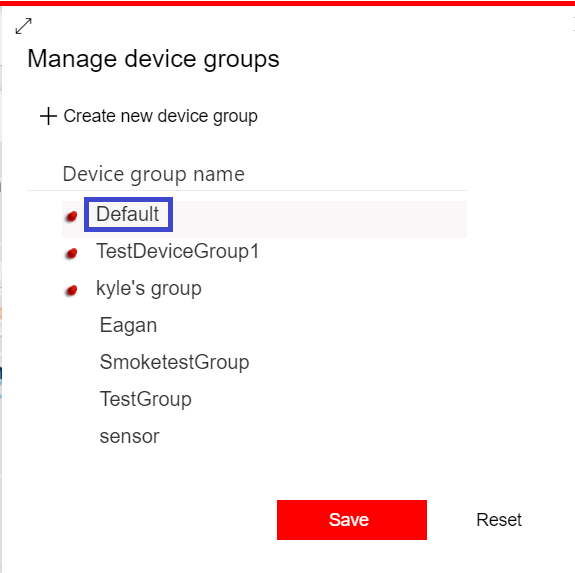 Manage device groups
Create new device group
Device group name
Default
TestDeviceGroup1
kyle's group
Eagan
SmoketestGroup
TestGroup
sensor
Save Reset